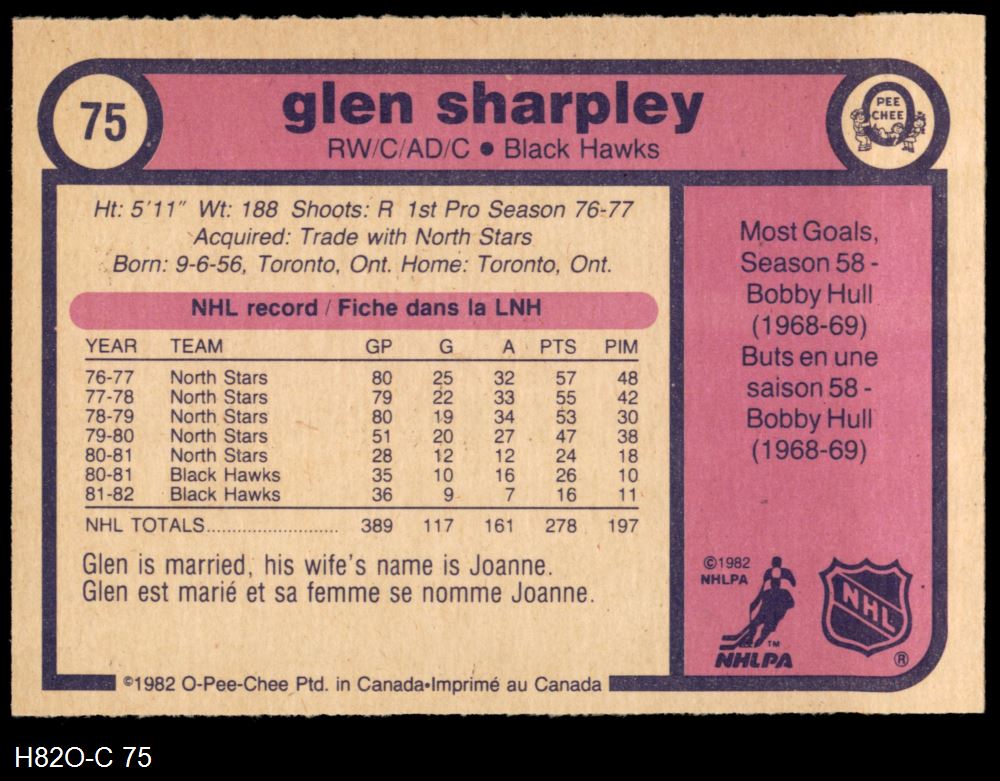 75
glen sharpley
RW/C/AD/C • Black Hawks
PEE
CHEE
Ht: 5'11" Wt: 188 Shoots: R 1st Pro Season 76-77
Acquired: Trade with North Stars
Born: 9-6-56, Toronto, Ont. Home: Toronto, Ont.
NHL record / Fiche dans la LNH
YEAR TEAM GP G A PTS PIM
76-77 North Stars 80 25 32 57 48
77-78 North Stars 79 22 33 55 42
78-79 North Stars 80 19 34 53 30
79-80 North Stars 51 20 27 47 38
80-81 North Stars 28 12 12 24 18
80-81 Black Hawks 35 10 16 26 10
81-82 Black Hawks 36 9 7 16 11
NHL TOTALS........................ 389 117 161 278 197
Glen is married, his wife's name is Joanne.
Glen est marié et sa femme se nomme Joanne.
©1982 O-Pee-Chee Ptd. in Canada•Imprimé au Canada
Most Goals,
Season 58 -
Bobby Hull
(1968-69)
Buts en une
saison 58 -
Bobby Hull
(1968-69)
©1982
NHLPA
TM
NHLPA
NHL
®
H82O-C 75